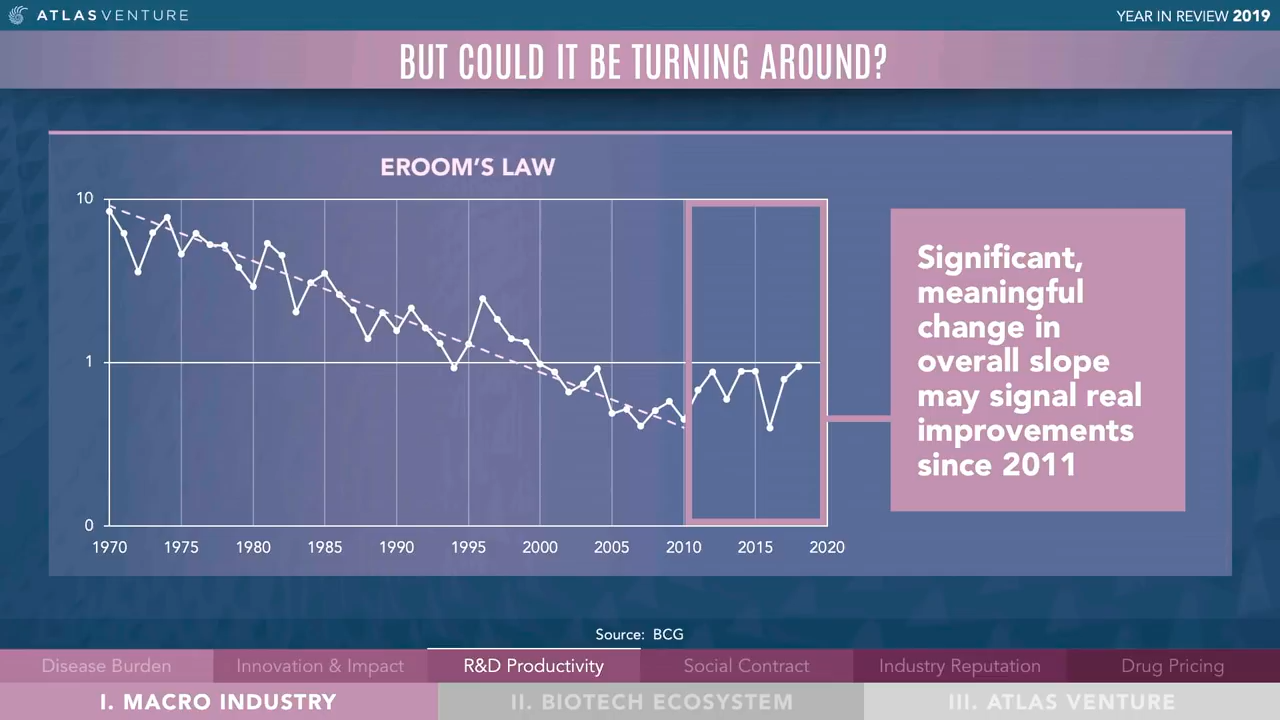 ATLAS VENTURE
YEAR IN REVIEW 2019
BUT COULD IT BE TURNING AROUND?
EROOM'S LAW
10
1
0
1970 1975 1980 1985 1990 1995 2000 2005 2010 2015 2020
Significant,
meaningful
change in
overall slope
may signal real
improvements
since 2011
Source: BCG
Disease Burden Innovation & Impact R&D Productivity Social Contract Industry Reputation Drug Pricing
I. MACRO INDUSTRY II. BIOTECH ECOSYSTEM III. ATLAS VENTURE